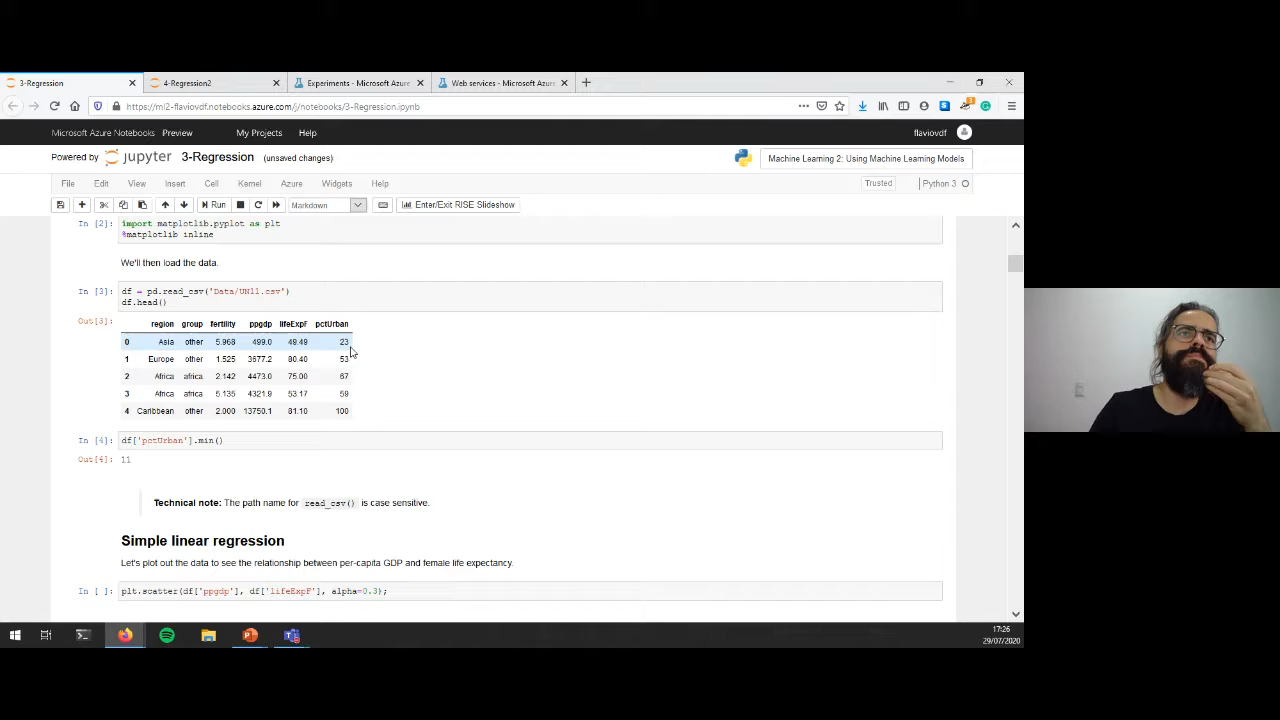 3-Regression
4-Regression2
Experiments - Microsoft Azure
Web services - Microsoft Azure
https://ml2-flaviovdf.notebooks.azure.com/j/notebooks/3-Regression.ipynb
Microsoft Azure Notebooks Preview My Projects Help flaviovdf
Powered by jupyter 3-Regression (unsaved changes) Machine Learning 2: Using Machine Learning Models
File Edit View Insert Cell Kernel Azure Widgets Help Trusted Python 3
Run Markdown Enter/Exit RISE Slideshow
In [2]: import matplotlib.pyplot as plt
%matplotlib inline
We'll then load the data.
In [3]: df = pd.read_csv('Data/UN11.csv')
df.head()
Out[3]:
region group fertility ppgdp lifeExpF pctUrban
0 Asia other 5.968 499.0 49.49 23
1 Europe other 1.525 3677.2 80.40 53
2 Africa africa 2.142 4473.0 75.00 67
3 Africa africa 5.135 4321.9 53.17 59
4 Caribbean other 2.000 13750.1 81.10 100
In [4]: df['pctUrban'].min()
Out[4]: 11
Technical note: The path name for read_csv() is case sensitive.
Simple linear regression
Let's plot out the data to see the relationship between per-capita GDP and female life expectancy.
In [ ]: plt.scatter(df['ppgdp'], df['lifeExpF'], alpha=0.3);
17:26
29/07/2020